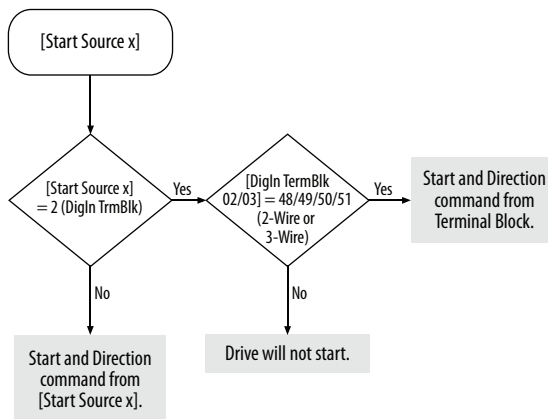 [Start Source x]
[Start Source x]
= 2 (DigIn TrmBlk)
Yes
[DigIn TermBlk
02/03] = 48/49/50/51
(2-Wire or
3-Wire)
Yes
Start and Direction
command from
Terminal Block.
No
No
Start and Direction
command from
[Start Source x].
Drive will not start.